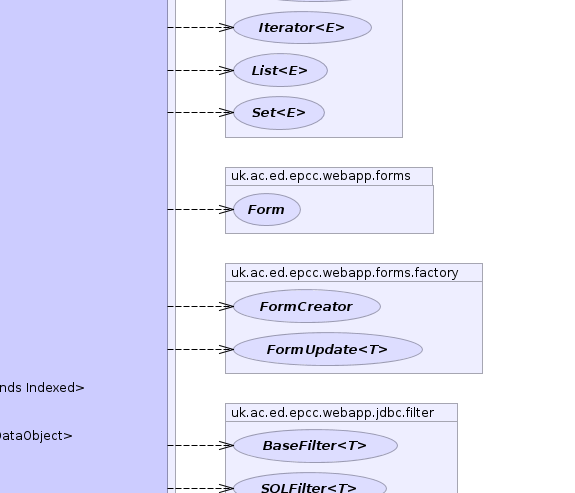 Iterator<E>
List<E>
Set<E>
uk.ac.ed.epcc.webapp.forms
Form
uk.ac.ed.epcc.webapp.forms.factory
FormCreator
FormUpdate<T>
nds Indexed>
DataObject>
uk.ac.ed.epcc.webapp.jdbc.filter
BaseFilter<T>
SQLFilter<T>